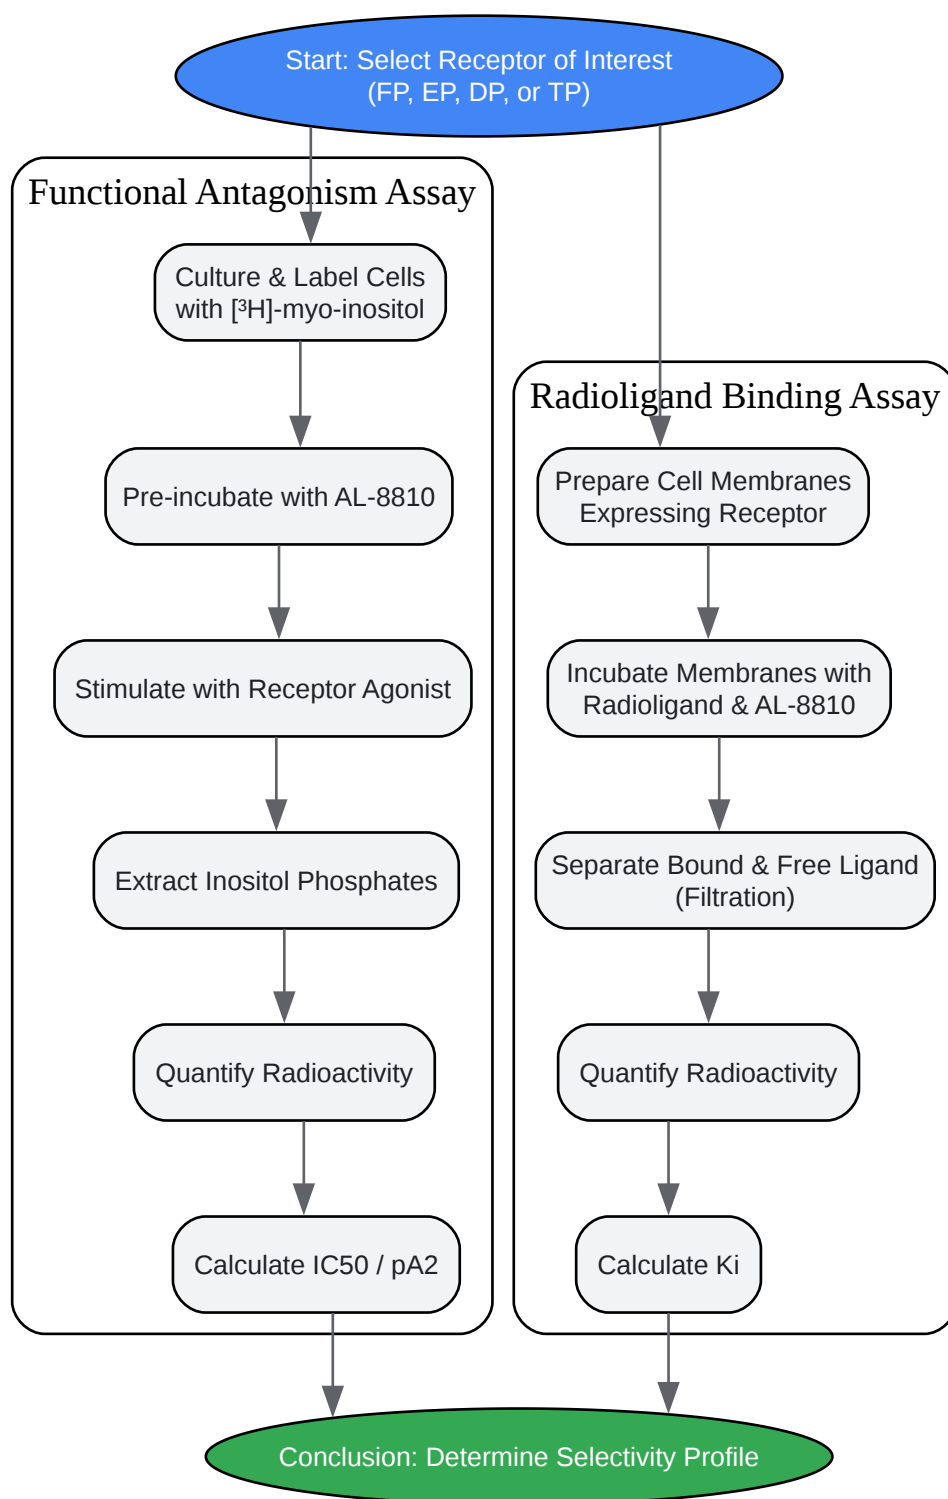 Start: Select Receptor of Interest
(FP, EP, DP, or TP)
Functional Antagonism Assay
Culture & Label Cells
with [³H]-myo-inositol
Pre-incubate with AL-8810
Stimulate with Receptor Agonist
Extract Inositol Phosphates
Quantify Radioactivity
Calculate IC50 / pA2
Radioligand Binding Assay
Prepare Cell Membranes
Expressing Receptor
Incubate Membranes with
Radioligand & AL-8810
Separate Bound & Free Ligand
(Filtration)
Quantify Radioactivity
Calculate Ki
Conclusion: Determine Selectivity Profile